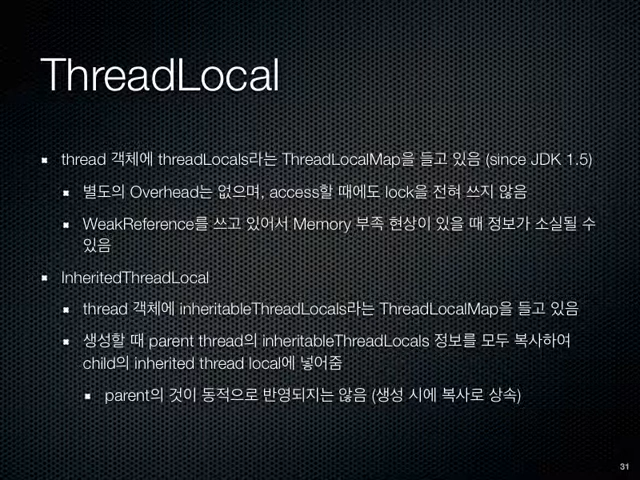 ThreadLocal
thread 객체에 threadLocals라는 ThreadLocalMap을 들고 있음 (since JDK 1.5)
별도의 Overhead는 없으며, access할 때에도 lock을 전혀 쓰지 않음
WeakReference를 쓰고 있어서 Memory 부족 현상이 있을 때 정보가 소실될 수
있음
InheritedThreadLocal
thread 객체에 inheritableThreadLocals라는 ThreadLocalMap을 들고 있음
생성할 때 parent thread의 inheritableThreadLocals 정보를 모두 복사하여
child의 inherited thread local에 넣어줌
parent의 것이 동적으로 반영되지는 않음 (생성 시에 복사로 상속)
31